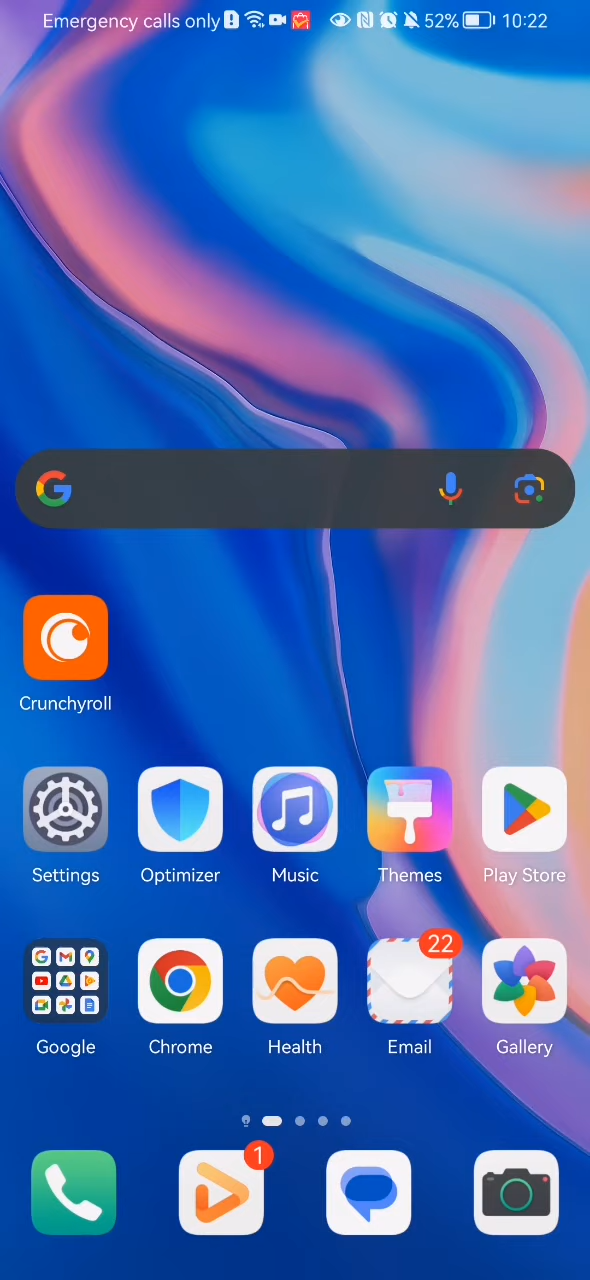 Emergency calls only 52% 10:22
Crunchyroll
Settings Optimizer Music Themes Play Store
22
Google Chrome Health Email Gallery
1